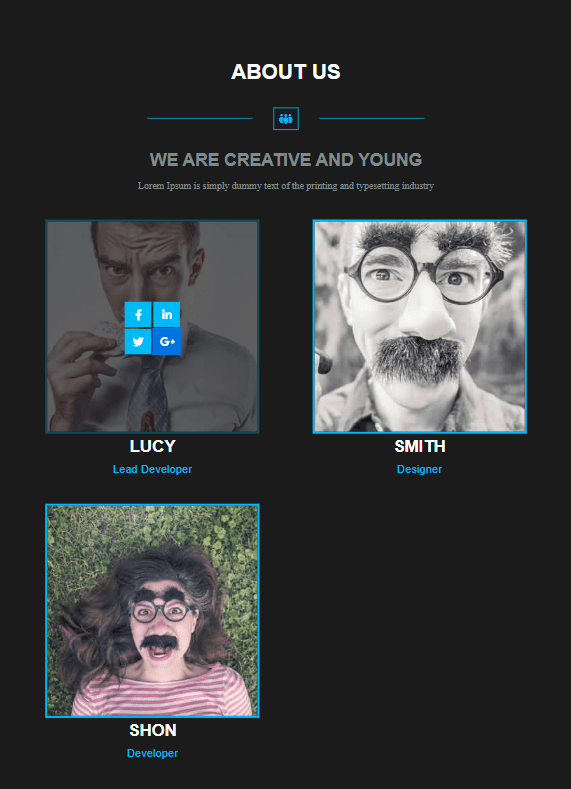 ABOUT US
WE ARE CREATIVE AND YOUNG
Lorem Ipsum is simply dummy text of the printing and typesetting industry
LUCY
Lead Developer
SMITH
Designer
SHON
Developer